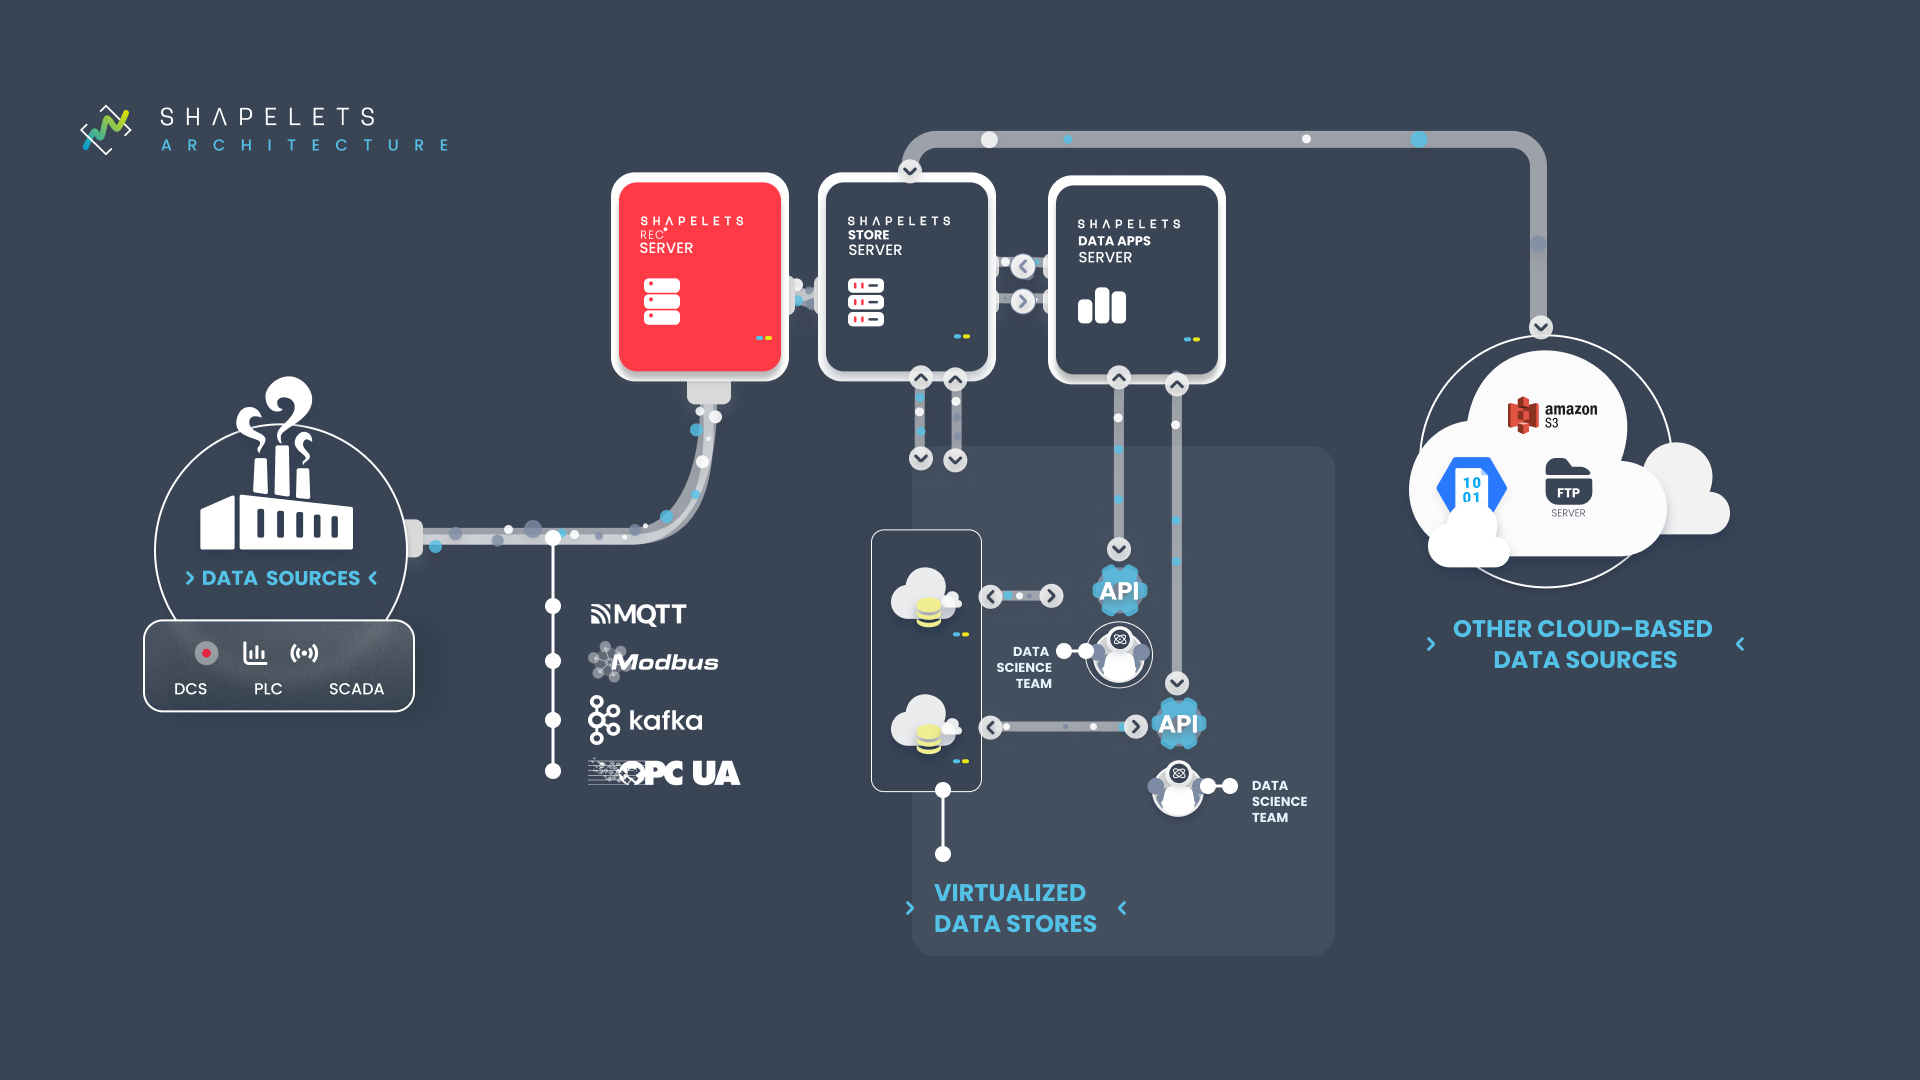 SHAPELETS
ARCHITECTURE
SHAPELETS
REC
SERVER
SHAPELETS
STORE
SERVER
SHAPELETS
DATA APPS
SERVER
DATA SOURCES
DCS
PLC
SCADA
MQTT
Modbus
kafka
OPC UA
API
DATA
SCIENCE
TEAM
API
DATA
SCIENCE
TEAM
VIRTUALIZED
DATA STORES
amazon
S3
10
01
FTP
SERVER
OTHER CLOUD-BASED
DATA SOURCES